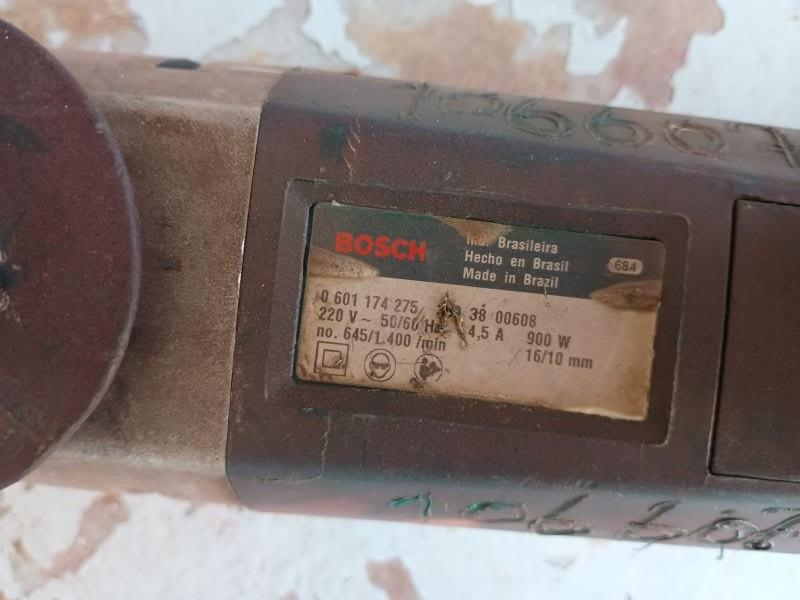 BOSCH
Brasileira
Hecho en Brasil
Made in Brazil
684
0 601 174 275 38 00608
220 V ~ 50/60 Hz 4,5 A 900 W
no. 645/1.400 /min 16/10 mm